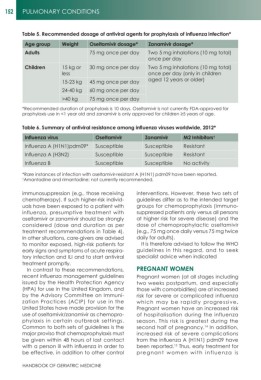 152 PULMONARY CONDITIONS
Table 5. Recommended dosage of antiviral agents for prophylaxis of influenza infection*
Age group Weight Oseltamivir dosage* Zanamivir dosage*
Adults 75 mg once per day Two 5 mg inhalations (10 mg total)
once per day
Children 15 kg or 30 mg once per day Two 5 mg inhalations (10 mg total)
less once per day (only in children
15-23 kg 45 mg once per day aged 12 years or older)
24-40 kg 60 mg once per day
>40 kg 75 mg once per day
*Recommended duration of prophylaxis is 10 days. Oseltamivir is not currently FDA-approved for
prophylaxis use in <1 year old and zanamivir is only approved for children ≥5 years of age.
Table 6. Summary of antiviral resistance among influenza viruses worldwide, 2012*
Influenza virus Oseltamivir Zanamivir M2 inhibitors†
Influenza A (H1N1)pdm09* Susceptible Susceptible Resistant
Influenza A (H3N2) Susceptible Susceptible Resistant
Influenza B Susceptible Susceptible No activity
*Rare instances of infection with oseltamivir-resistant A (H1N1) pdm09 have been reported.
†Amantadine and rimantadine; not currently recommended.
immunosuppression (e.g., those receiving
chemotherapy). If such higher risk individ-
uals have been exposed to a patient with
influenza, presumptive treatment with
oseltamivir or zanamivir should be strongly
considered (dose and duration as per
treatment recommendations in Table 4).
In other situations, care-givers are advised
to monitor exposed, high-risk patients for
early signs and symptoms of acute respira-
tory infection and ILI and to start antiviral
treatment promptly.
In contrast to these recommendations,
recent influenza management guidelines
issued by the Health Protection Agency
(HPA) for use in the United Kingdom, and
by the Advisory Committee on Immuni-
zation Practices (ACIP) for use in the
United States have made provision for the
use of oseltamivir/zanamivir as chemopro-
phylaxis in certain outbreak settings.
Common to both sets of guidelines is the
major proviso that chemoprophylaxis must
be given within 48 hours of last contact
with a person ill with influenza in order to
be effective, in addition to other control
interventions. However, these two sets of
guidelines differ as to the intended target
groups for chemoprophylaxis (immuno-
suppressed patients only versus all persons
at higher risk for severe disease) and the
dose of chemoprophylactic oseltamivir
(e.g., 75 mg once daily versus 75 mg twice
daily for adults).
It is therefore advised to follow the WHO
guidelines in this regard, and to seek
specialist advice when indicated
PREGNANT WOMEN
Pregnant women (at all stages including
two weeks postpartum, and especially
those with comorbidities) are at increased
risk for severe or complicated influenza
which may be rapidly progressive.
Pregnant women have an increased risk
of hospitalisation during the influenza
season. This risk is greatest during the
second half of pregnancy. In addition,
increased risk of severe complications
from the influenza A (H1N1) pdm09 have
been reported. Thus, early treatment for
pregnant women with influenza is
HANDBOOK OF GERIATRIC MEDICINE